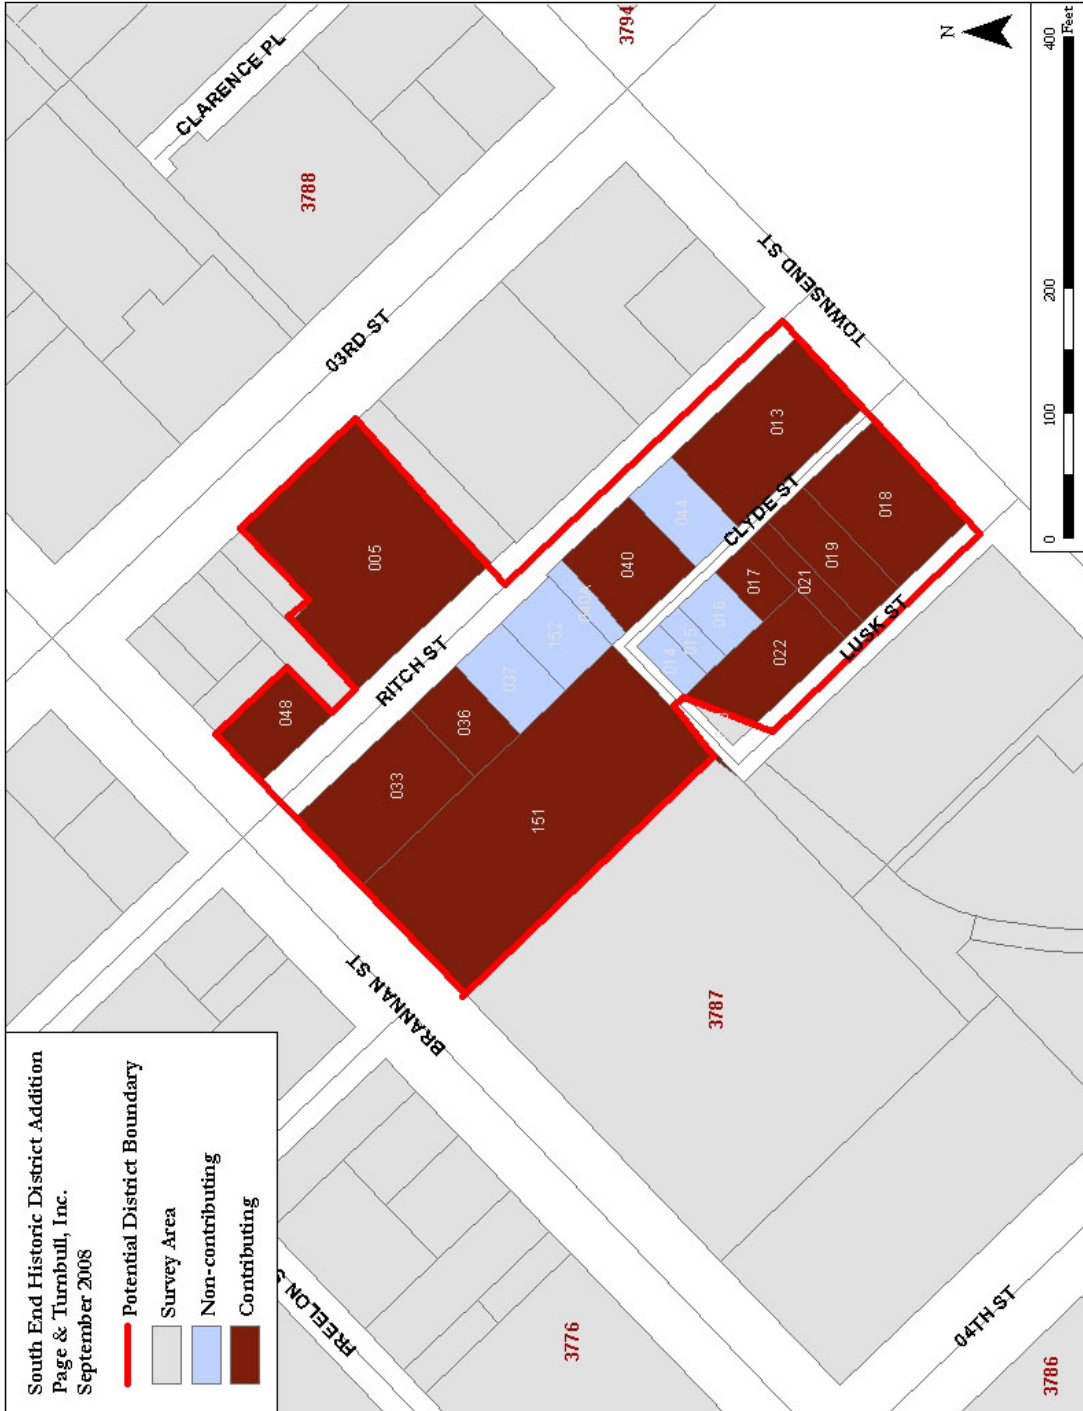 South End Historic District Addition
Page & Turnbull, Inc.
September 2008
Potential District Boundary
Survey Area
Non-contributing
Contributing
CLARENCE PL
3794
3788
03RD ST
TOWNSEND ST
N
400
Feet
200
100
0
005
048
RITCH ST
013
044
040
CLYDE ST
018
152
037
036
033
151
017
019
021
016
015
014
022
LUSK ST
BRANNAN ST
3787
FREELON S
3776
04TH ST
3786